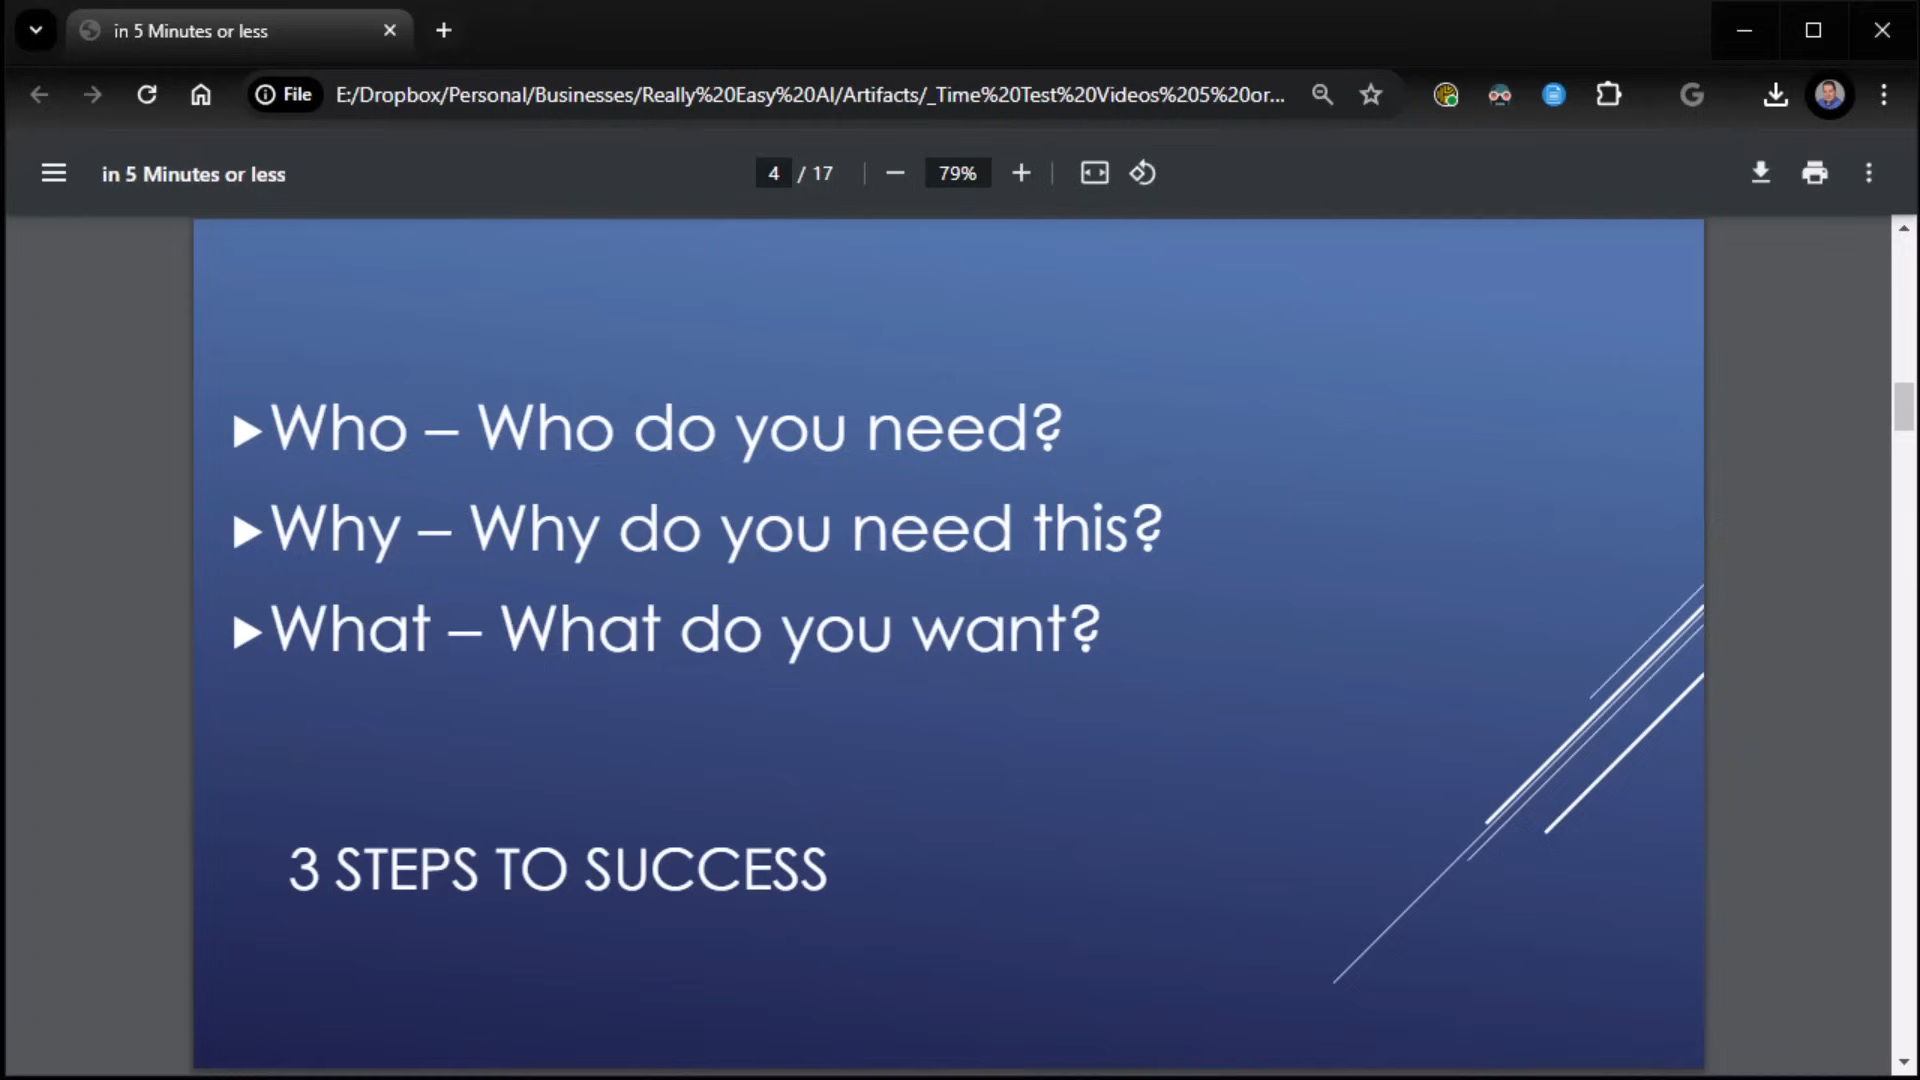 in 5 Minutes or less
File
E:/Dropbox/Personal/Businesses/Really%20Easy%20AI/Artifacts/_Time%20Test%20Videos%205%20or...
G
in 5 Minutes or less
4 / 17
79%
Who – Who do you need?
Why – Why do you need this?
What – What do you want?
3 STEPS TO SUCCESS